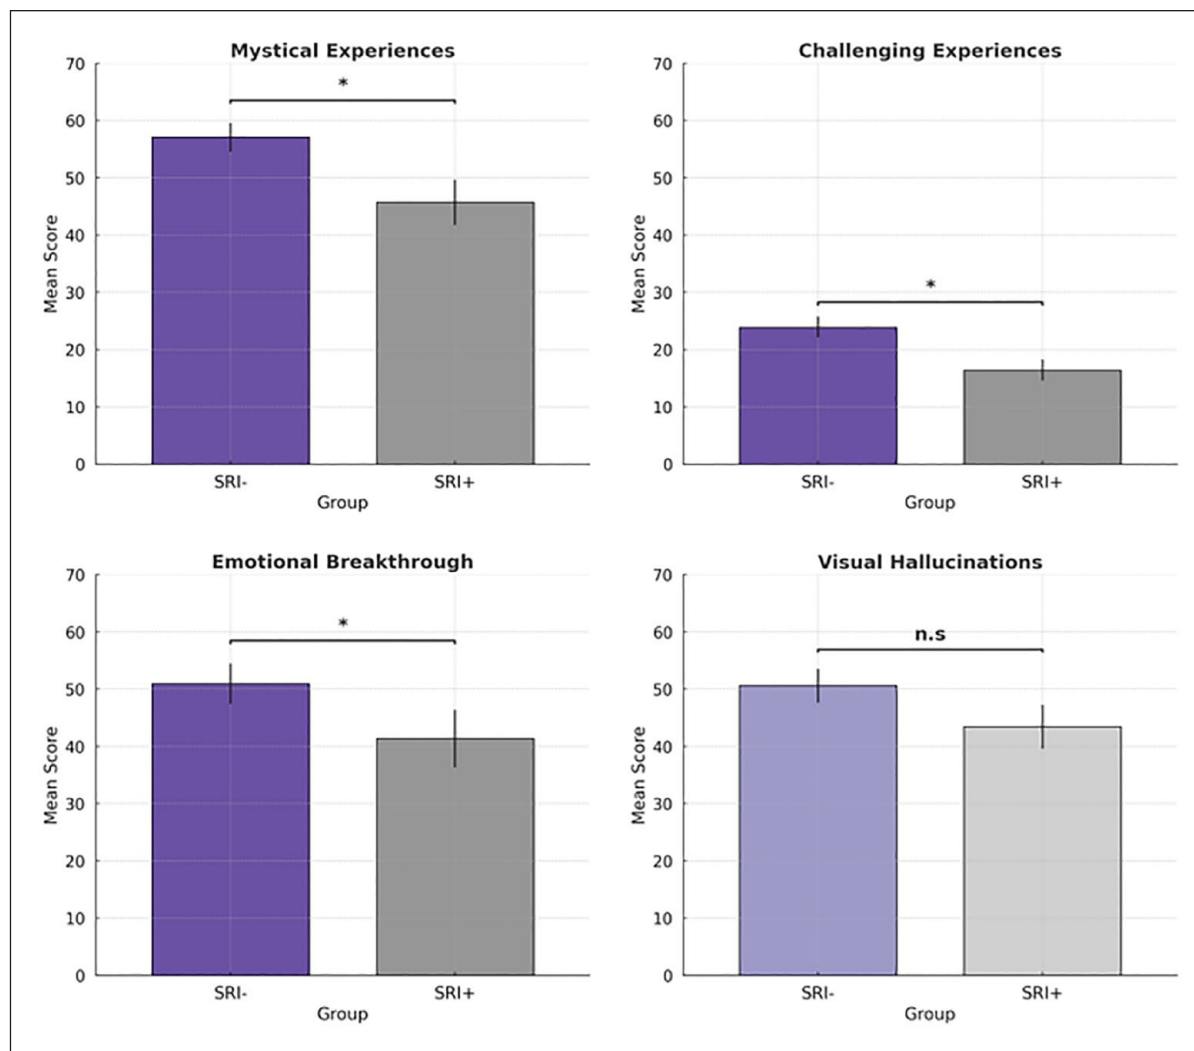 Mystical Experiences
70
60
50
40
30
20
10
0
Mean Score
*
SRI-
SRI+
Group
Challenging Experiences
70
60
50
40
30
20
10
0
Mean Score
*
SRI-
SRI+
Group
Emotional Breakthrough
70
60
50
40
30
20
10
0
Mean Score
*
SRI-
SRI+
Group
Visual Hallucinations
70
60
50
40
30
20
10
0
Mean Score
n.s
SRI-
SRI+
Group